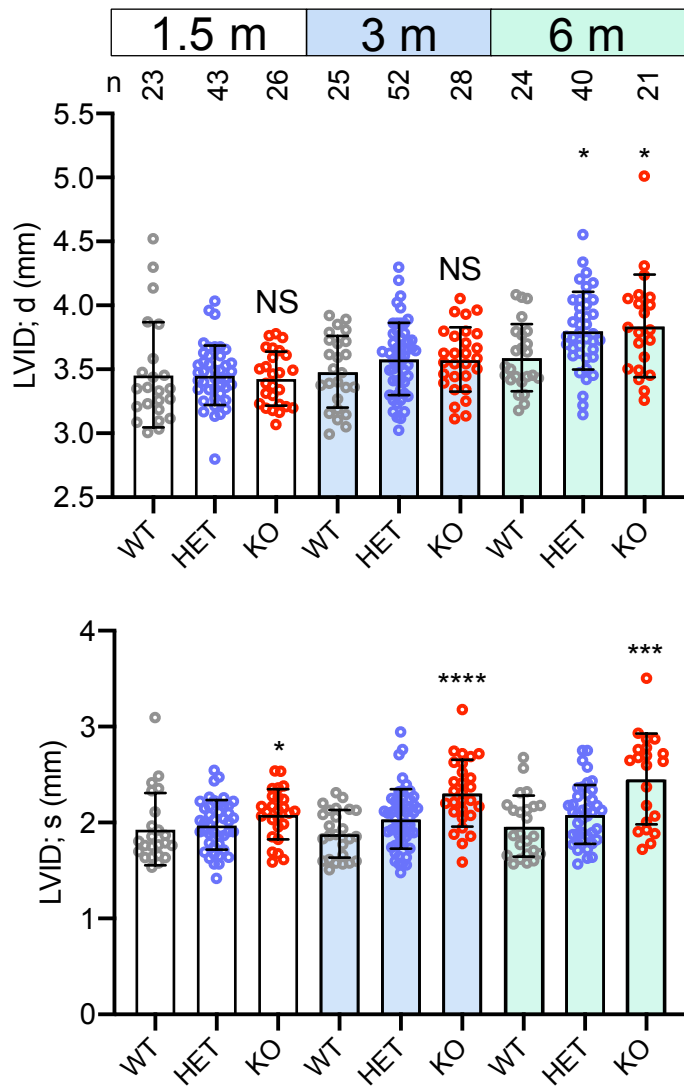 1.5 m 3 m 6 m
n 23 43 26 25 52 28 24 40 21
5.5
* *
5.0
4.5
NS NS
4.0
3.5
3.0
2.5
LVID; d (mm)
WT HET KO WT HET KO WT HET KO
4
***
****
3
*
2
1
0
LVID; s (mm)
WT HET KO WT HET KO WT HET KO